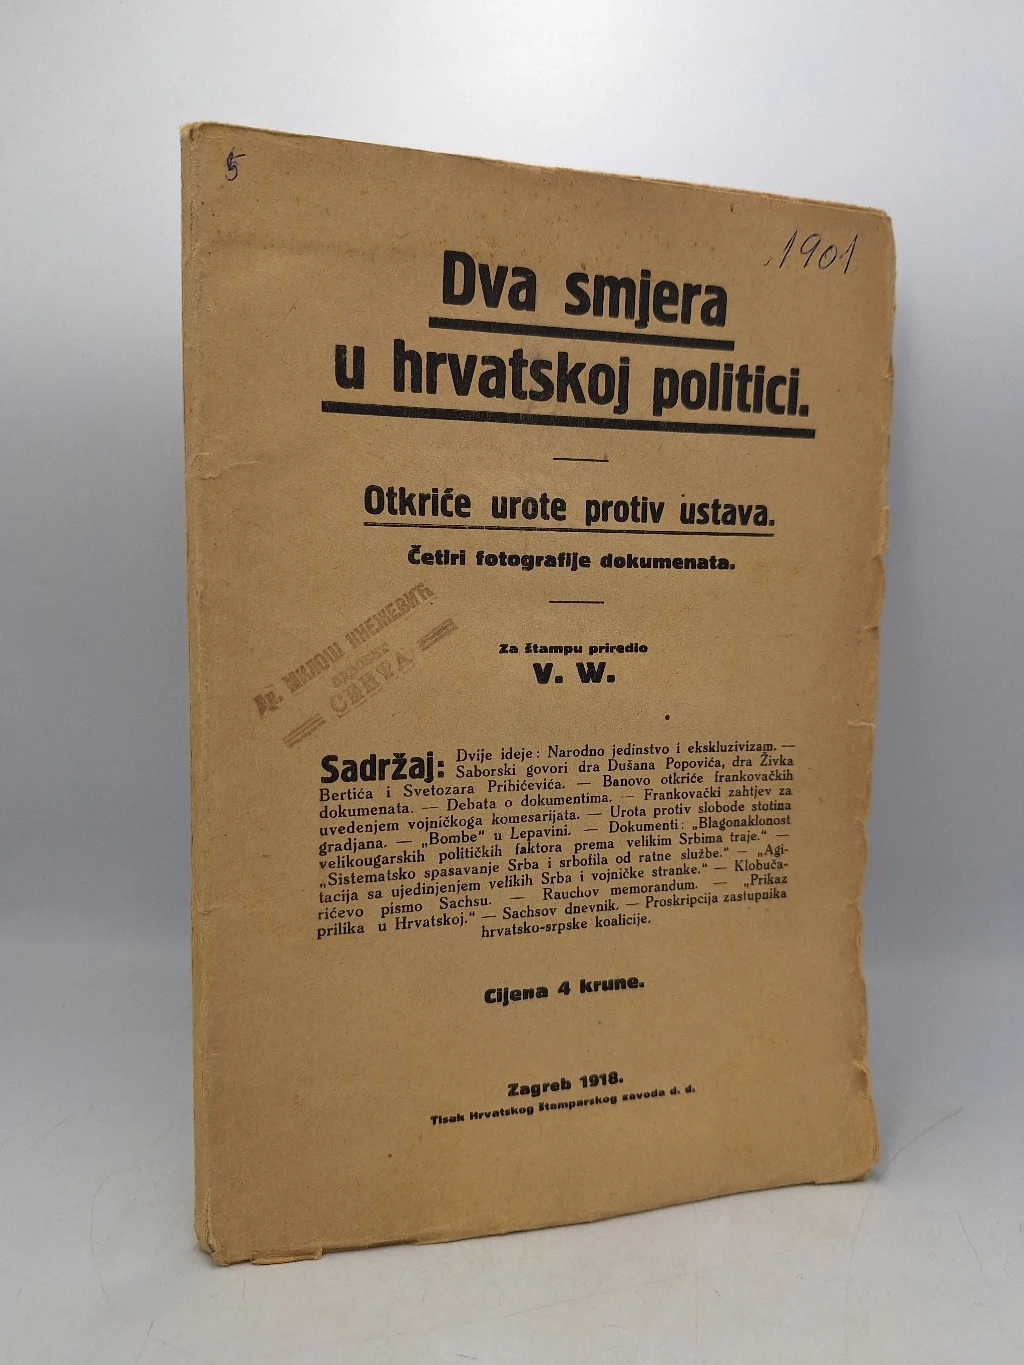 5
1901
Dva smjera
u hrvatskoj politici.
Otkriće urote protiv ustava.
Četiri fotografije dokumenata.
Za štampu priredio
V. W.
Др. МИЛОШ КНЕЖЕВИЋ
АДВОКАТ
Sadržaj: Dvije ideje: Narodno jedinstvo i ekskluzivizam. —
Saborski govori dra Dušana Popovića, dra Živka
Bertića i Svetozara Pribićevića. — Banovo otkriće frankovačkih
dokumenata. — Debata o dokumentima. — Frankovački zahtjev za
uvedenjem vojničkoga komesarijata. — Urota protiv slobode stotina
gradjana. — „Bombe“ u Lepavini. — Dokumenti: „Blagonaklonost
velikougarskih političkih faktora prema velikim Srbima traje.“ —
„Sistematsko spasavanje Srba i srbofila od ratne službe.“ — „Agi-
tacija sa ujedinjenjem velikih Srba i vojničke stranke.“ — Klobuča-
rićevo pismo Sachsu. — Rauchov memorandum. — „Prikaz
prilika u Hrvatskoj.“ — Sachsov dnevnik. — Proskripcija zastupnika
hrvatsko-srpske koalicije.
Cijena 4 krune.
Zagreb 1918.
Tisak Hrvatskog štamparskog zavoda d. d.